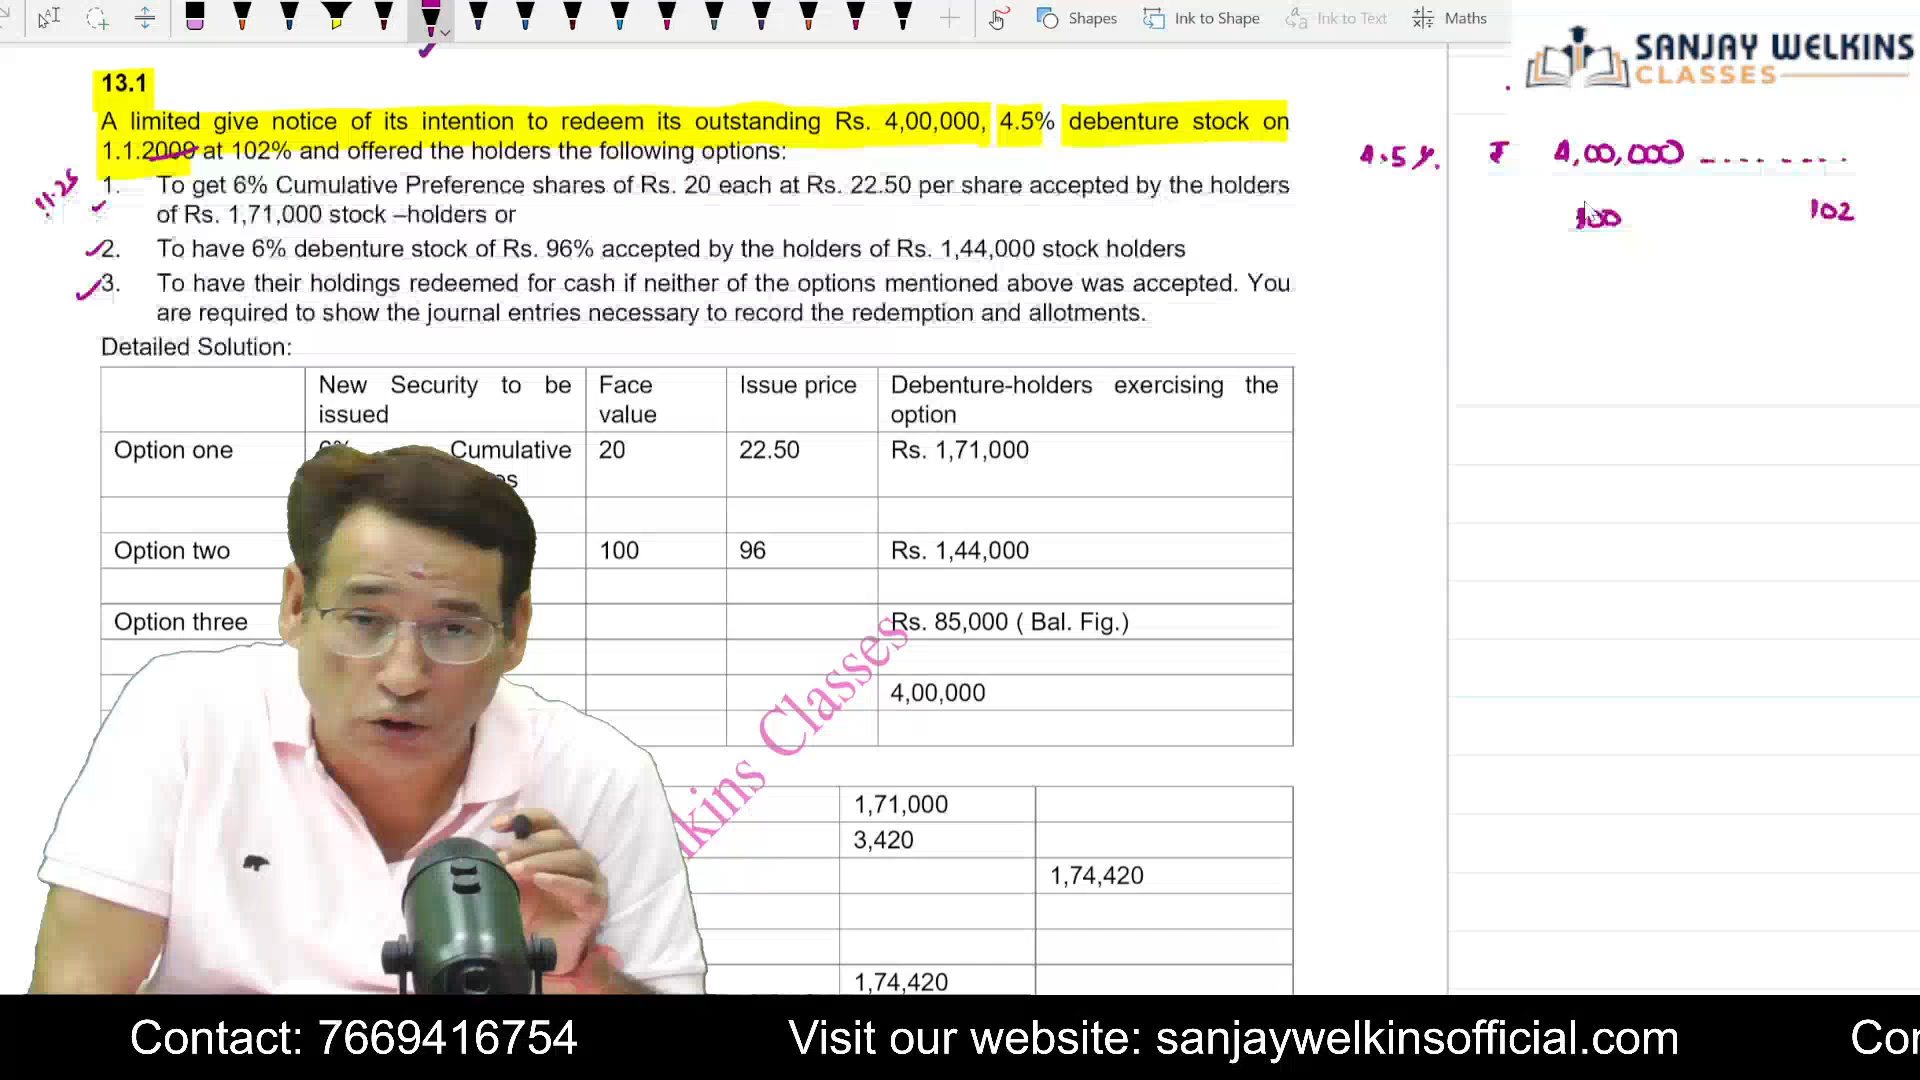 Shapes Ink to Shape Ink to Text Maths
SANJAY WELKINS
CLASSES
13.1
A limited give notice of its intention to redeem its outstanding Rs. 4,00,000, 4.5% debenture stock on
1.1.2009 at 102% and offered the holders the following options:
1. To get 6% Cumulative Preference shares of Rs. 20 each at Rs. 22.50 per share accepted by the holders
of Rs. 1,71,000 stock –holders or
2. To have 6% debenture stock of Rs. 96% accepted by the holders of Rs. 1,44,000 stock holders
3. To have their holdings redeemed for cash if neither of the options mentioned above was accepted. You
are required to show the journal entries necessary to record the redemption and allotments.
11.25
4.5%. ₹ 4,00,000 ........
100 102
Detailed Solution:
New Security to be issued Face value Issue price Debenture-holders exercising the option
Option one 6% Cumulative 20 22.50 Rs. 1,71,000
Option two 100 96 Rs. 1,44,000
Option three Rs. 85,000 ( Bal. Fig.)
4,00,000
1,71,000
3,420
1,74,420
1,74,420
kins Classes
Contact: 7669416754 Visit our website: sanjaywelkinsofficial.com Cor